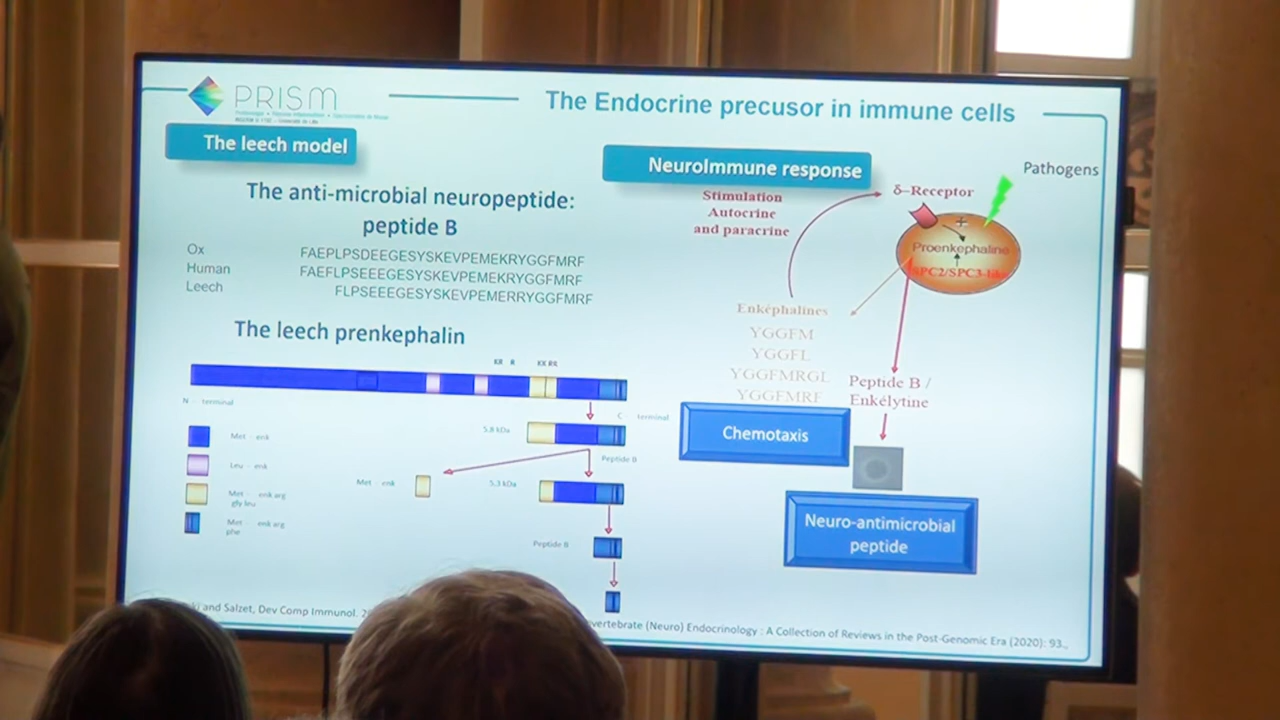 PRISM
The Endocrine precusor in immune cells
The leech model
The anti-microbial neuropeptide:
peptide B
Ox FAEPLPSDEEGESYSKEVPEMEKRYGGFMRF
Human FAEFLPSEEEGESYSKEVPEMEKRYGGFMRF
Leech FLPSEEEGESYSKEVPEMERRYGGFMRF
The leech prenkephalin
KR R
N terminal
C terminal
5.8 kDa
Peptide B
Met enk
Leu enk
Met enk arg
gly leu
Met enk arg
phe
Met enk
5.3 kDa
Peptide B
NeuroImmune response
Pathogens
Stimulation
Autocrine
and paracrine
δ–Receptor
+
Proenkephaline
SPC2/SPC3-lik
Enképhalines
YGGFM
YGGFL
YGGFMRGL
YGGFMRF
Peptide B /
Enkélytine
Chemotaxis
Neuro-antimicrobial
peptide
and Salzet, Dev Comp Immunol.
vertebrate (Neuro) Endocrinology : A Collection of Reviews in the Post-Genomic Era (2020): 93.,